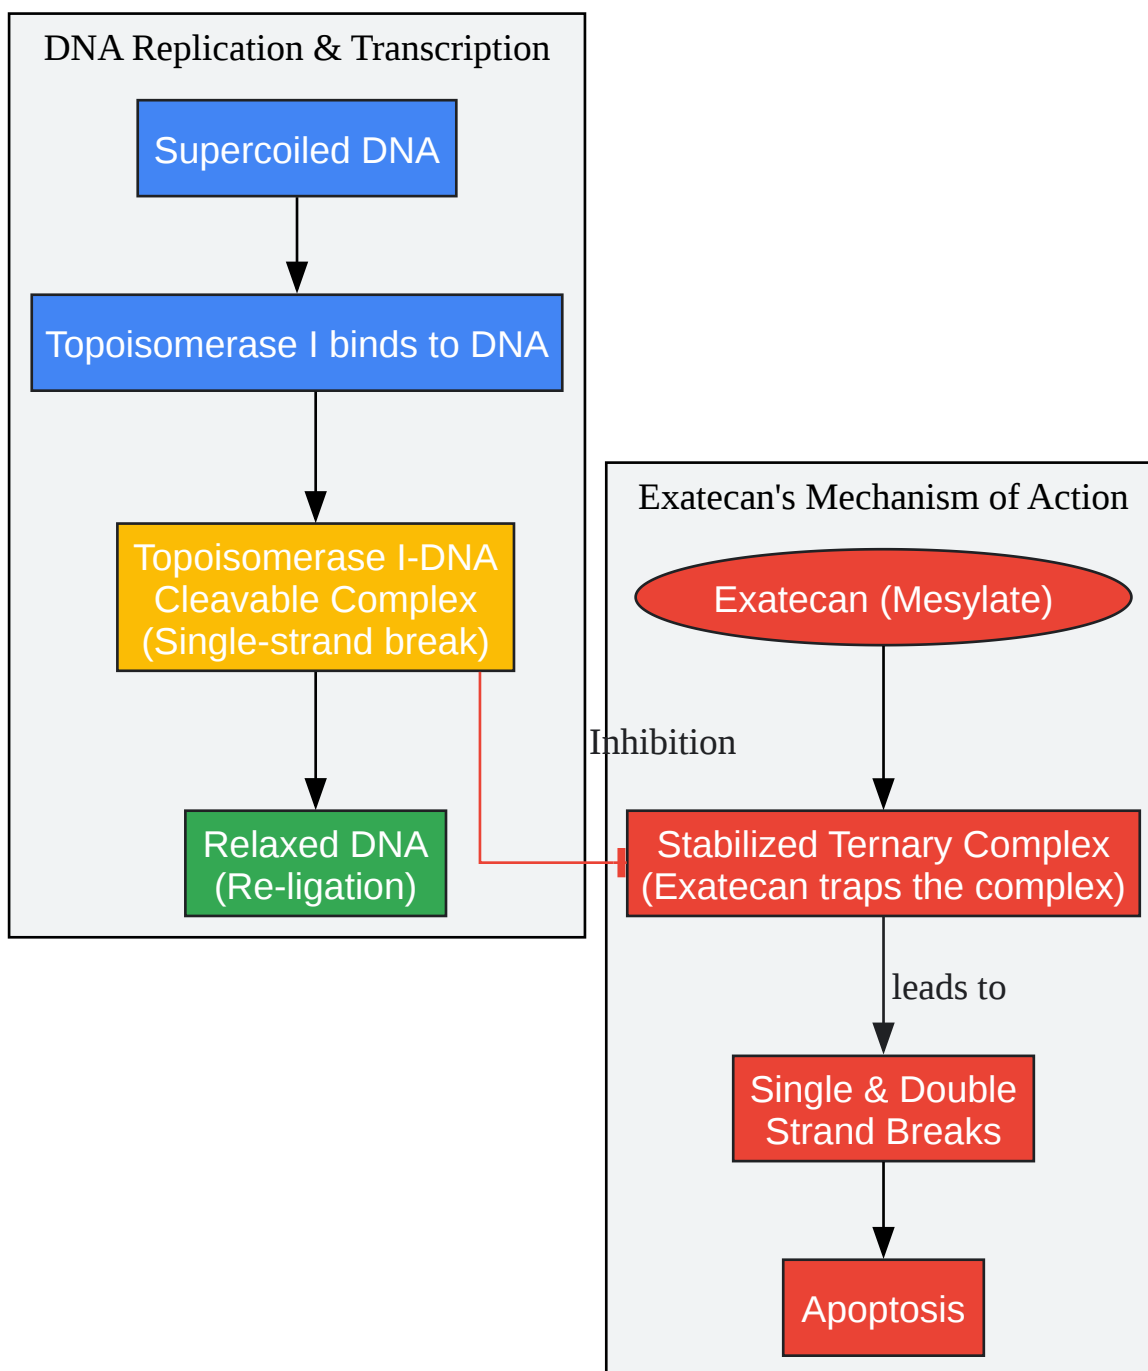 DNA Replication & Transcription
Supercoiled DNA
Topoisomerase I binds to DNA
Topoisomerase I-DNA
Cleavable Complex
(Single-strand break)
Relaxed DNA
(Re-ligation)
Inhibition
Exatecan's Mechanism of Action
Exatecan (Mesylate)
Stabilized Ternary Complex
(Exatecan traps the complex)
leads to
Single & Double
Strand Breaks
Apoptosis